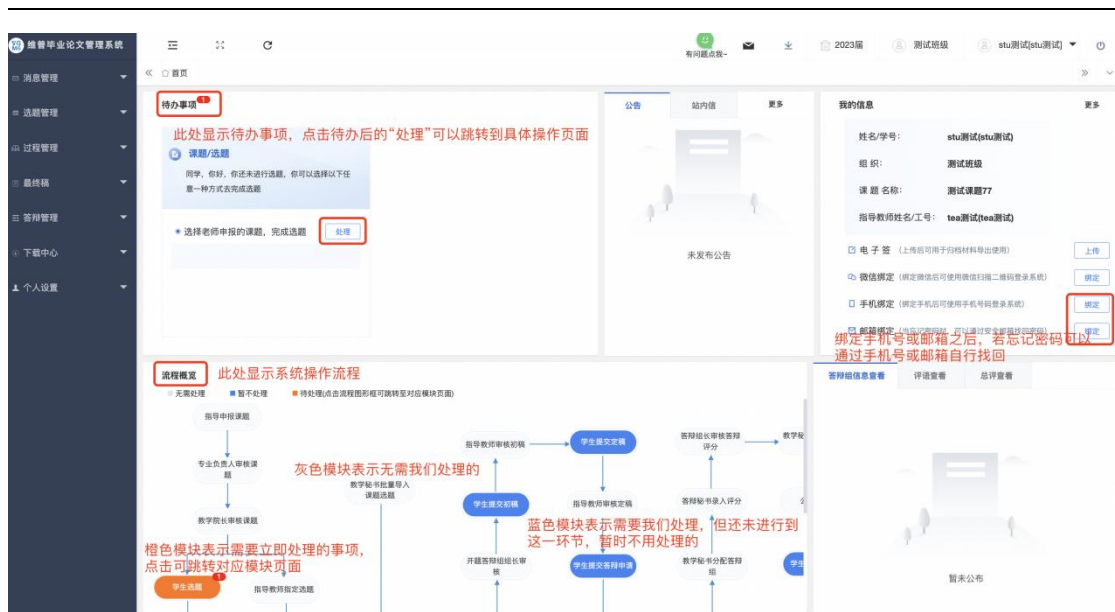 维普毕业论文管理系统
有问题点我~
2023届
测试班级
stu测试(stu测试)
消息管理
选题管理
过程管理
最终稿
答辩管理
下载中心
个人设置
首页
待办事项 1
此处显示待办事项，点击待办后的“处理”可以跳转到具体操作页面
课题/选题
同学，你好，你还未进行选题，你可以选择以下任
意一种方式去完成选题
选择老师申报的课题，完成选题
处理
公告
站内信
更多
未发布公告
我的信息
更多
姓名/学号： stu测试(stu测试)
组 织： 测试班级
课 题 名称： 测试课题77
指导教师姓名/工号： tea测试(tea测试)
电 子 签 (上传后可用于归档材料导出使用) 上传
微信绑定 (绑定微信后可使用微信扫描二维码登录系统) 绑定
手机绑定 (绑定手机后可使用手机号码登录系统) 绑定
邮箱绑定 (当忘记密码时，可以通过安全邮箱找回密码) 绑定
绑定手机号或邮箱之后，若忘记密码可以
通过手机号或邮箱自行找回
流程概览
此处显示系统操作流程
无需处理
暂不处理
待处理(点击流程图形框可跳转至对应模块页面)
指导申报课题
专业负责人审核课
题
教学院长审核课题
橙色模块表示需要立即处理的事项，
点击可跳转对应模块页面
学生选题 1
指导教师指定选题
灰色模块表示无需我们处理的
教学秘书批量导入
课题选题
指导教师审核初稿
学生提交初稿
开题答辩组组长审
核
学生提交定稿
指导教师审核定稿
蓝色模块表示需要我们处理，但还未进行到
这一环节，暂时不用处理的
学生提交答辩申请
答辩组长审核答辩
评分
答辩秘书录入评分
教学秘书分配答辩
组
教学秘
公
学生
答辩组信息查看
评语查看
总评查看
暂未公布